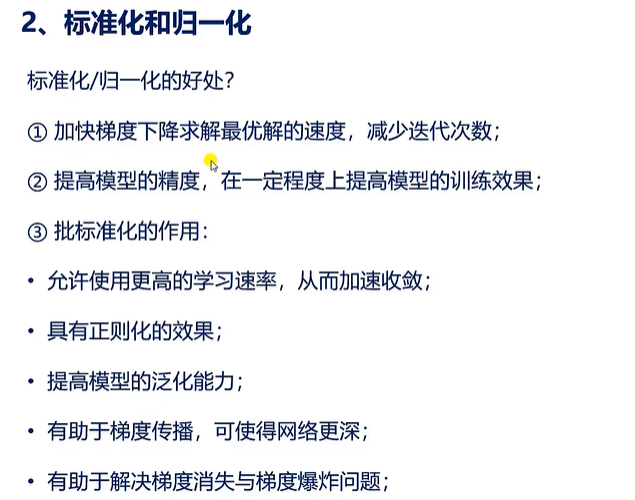 2、标准化和归一化
标准化/归一化的好处？
① 加快梯度下降求解最优解的速度，减少迭代次数；
② 提高模型的精度，在一定程度上提高模型的训练效果；
③ 批标准化的作用：
• 允许使用更高的学习速率，从而加速收敛；
• 具有正则化的效果；
• 提高模型的泛化能力；
• 有助于梯度传播，可使得网络更深；
• 有助于解决梯度消失与梯度爆炸问题；